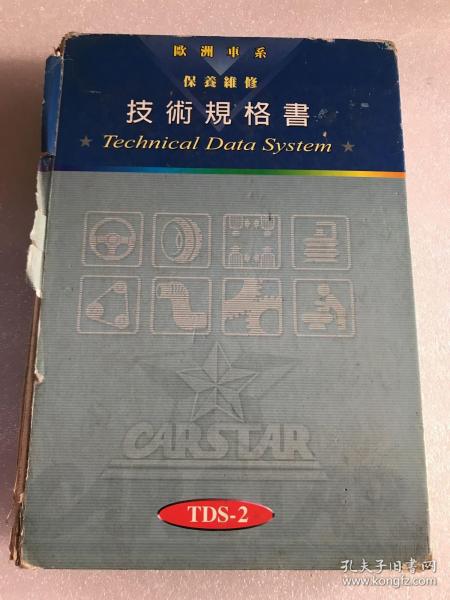 歐洲車系
保養維修
技術規格書
★ Technical Data System ★
CARSTAR
TDS-2
孔夫子旧书网
www.kongfz.com